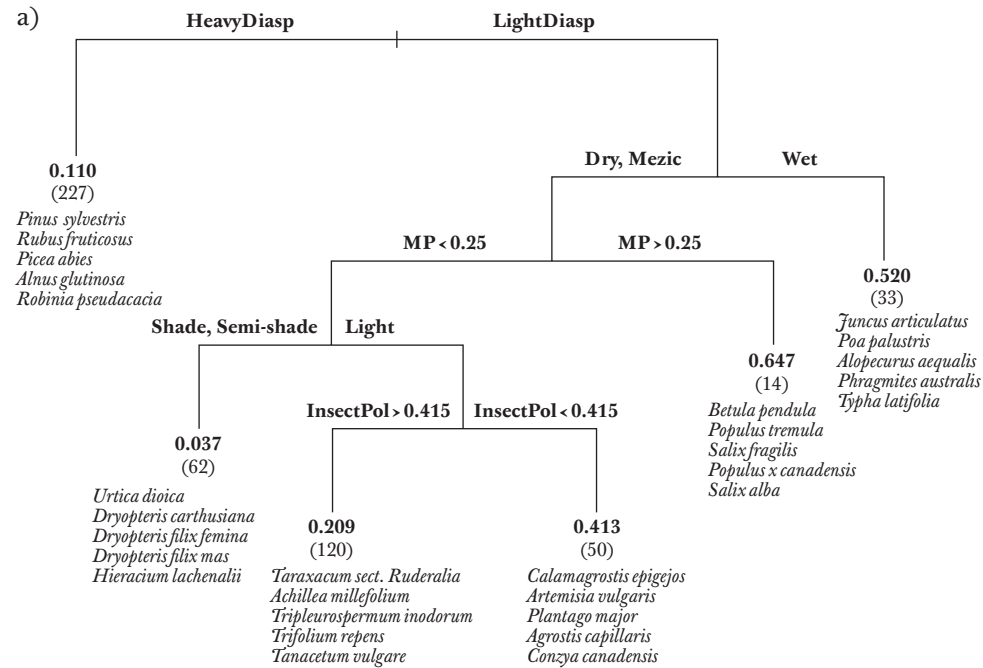 a)
HeavyDiasp LightDiasp
Dry, Mezic Wet
0.110
(227)
Pinus sylvestris
Rubus fruticosus
Picea abies
Alnus glutinosa
Robinia pseudacacia
MP < 0.25 MP > 0.25
0.520
(33)
Juncus articulatus
Poa palustris
Alopecurus aequalis
Phragmites australis
Typha latifolia
Shade, Semi-shade Light
0.647
(14)
Betula pendula
Populus tremula
Salix fragilis
Populus x canadensis
Salix alba
InsectPol > 0.415 InsectPol < 0.415
0.037
(62)
Urtica dioica
Dryopteris carthusiana
Dryopteris filix femina
Dryopteris filix mas
Hieracium lachenalii
0.209
(120)
Taraxacum sect. Ruderalia
Achillea millefolium
Tripleurospermum inodorum
Trifolium repens
Tanacetum vulgare
0.413
(50)
Calamagrostis epigejos
Artemisia vulgaris
Plantago major
Agrostis capillaris
Conzya canadensis